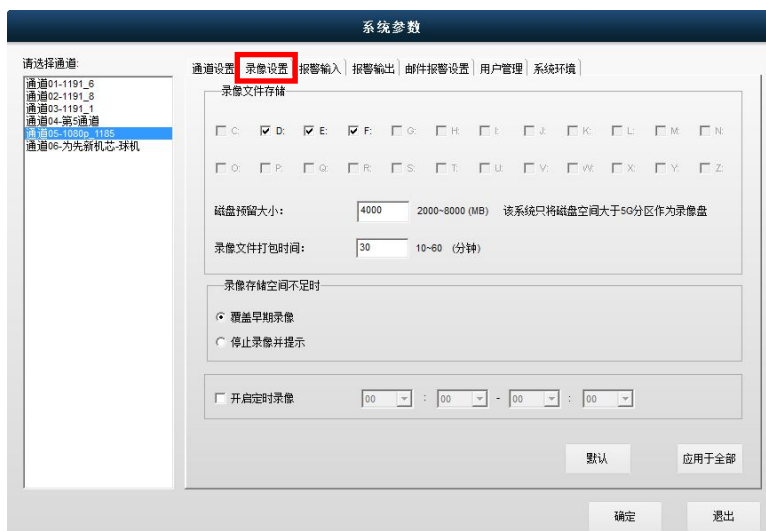 系统参数
请选择通道:
通道01-1191_6
通道02-1191_8
通道03-1191_1
通道04-第5通道
通道05-1080p_1185
通道06-为先新机芯-球机
通道设置 录像设置 报警输入 报警输出 邮件报警设置 用户管理 系统环境
录像文件存储
C: D: E: F: G: H: I: J: K: L: M: N:
O: P: Q: R: S: T: U: V: W: X: Y: Z:
磁盘预留大小: 4000 2000~8000 (MB) 该系统只将磁盘空间大于5G分区作为录像盘
录像文件打包时间: 30 10~60 (分钟)
录像存储空间不足时
覆盖早期录像
停止录像并提示
开启定时录像 00 : 00 - 00 : 00
默认 应用于全部
确定 退出